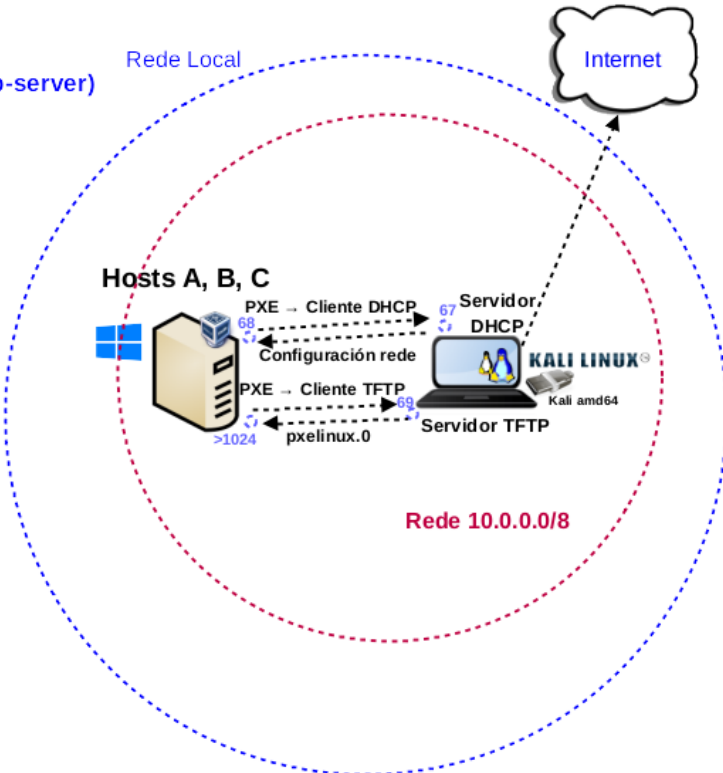 Rede Local
-server)
Internet
Hosts A, B, C
PXE → Cliente DHCP
68
67
Servidor
DHCP
Configuración rede
KALI LINUX
Kali amd64
PXE → Cliente TFTP
69
>1024
pxelinux.0
Servidor TFTP
Rede 10.0.0.0/8